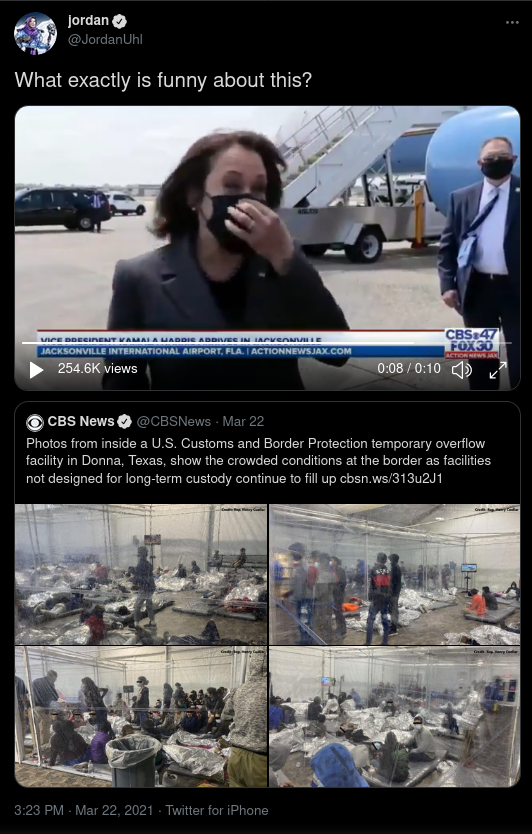 jordan
@JordanUhl
What exactly is funny about this?
VICE PRESIDENT KAMALA HARRIS ARRIVES IN JACKSONVILLE
JACKSONVILLE INTERNATIONAL AIRPORT, FLA. | ACTIONNEWSJAX.COM
CBS 47
FOX30
ACTION NEWS JAX
254.6K views
0:08 / 0:10
CBS News @CBSNews · Mar 22
Photos from inside a U.S. Customs and Border Protection temporary overflow
facility in Donna, Texas, show the crowded conditions at the border as facilities
not designed for long-term custody continue to fill up cbsn.ws/313u2J1
Credit: Rep. Henry Cuellar
Credit: Rep. Henry Cuellar
Credit: Rep. Henry Cuellar
Credit: Rep. Henry Cuellar
3:23 PM · Mar 22, 2021 · Twitter for iPhone